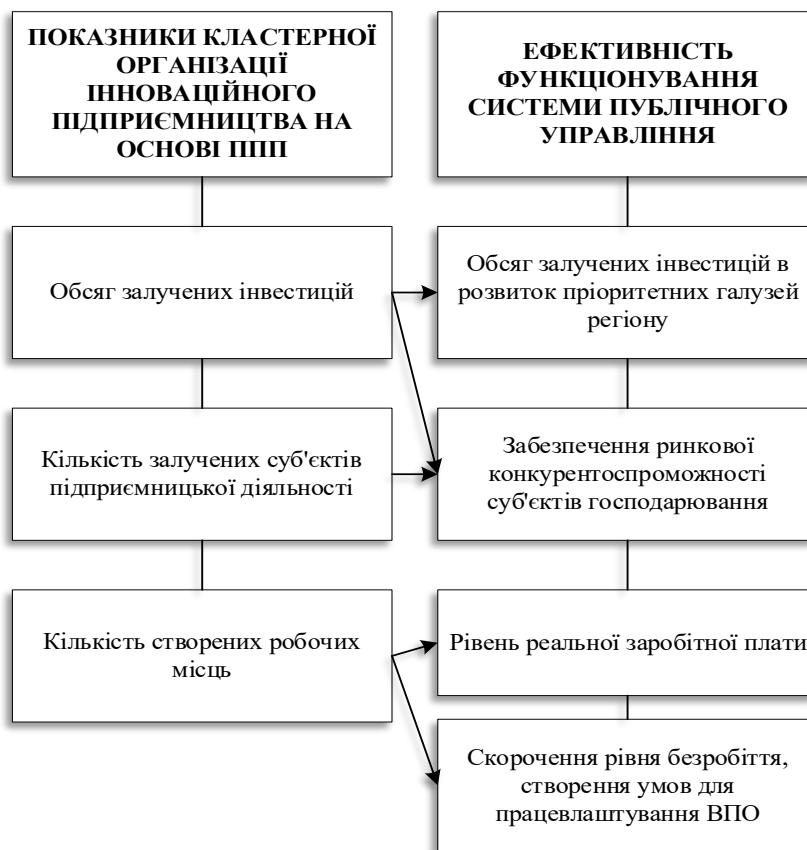 ПОКАЗНИКИ КЛАСТЕРНОЇ
ОРГАНІЗАЦІЇ
ІННОВАЦІЙНОГО
ПІДПРИЄМНИЦТВА НА
ОСНОВІ ППП
ЕФЕКТИВНІСТЬ
ФУНКЦІОНУВАННЯ
СИСТЕМИ ПУБЛІЧНОГО
УПРАВЛІННЯ
Обсяг залучених інвестицій
Обсяг залучених інвестицій в
розвиток пріоритетних галузей
регіону
Кількість залучених суб'єктів
підприємницької діяльності
Забезпечення ринкової
конкурентоспроможності
суб'єктів господарювання
Кількість створених робочих
місць
Рівень реальної заробітної плати
Скорочення рівня безробіття,
створення умов для
працевлаштування ВПО